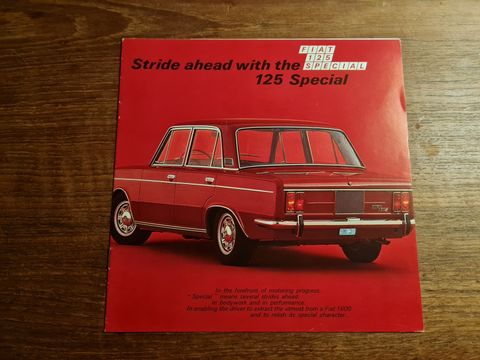 Stride ahead with the
125 Special
FIAT
125
SPECIAL
In the forefront of motoring progress.
"Special" means several strides ahead:
in bodywork and in performance.
In enabling the driver to extract the utmost from a Fiat 1600
and to relish its special character.